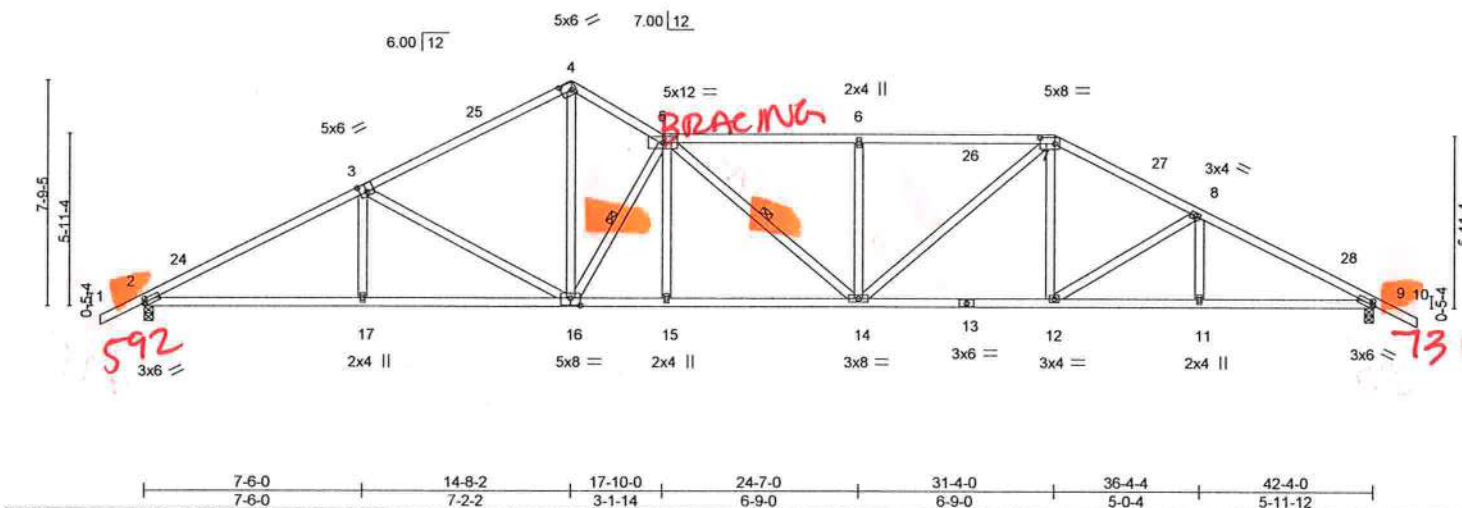 5x6 7.00 12
6.00 12
4
5x12 = 2x4 || 5x8 =
25 BRACING 6
5x6
26 7 27 3x4
3 8
7-9-5
5-11-4
24 28
2
1 9 10
0-5-4 0-5-4
592 17 16 15 14 13 12 11 73
3x6 2x4 || 5x8 = 2x4 || 3x8 = 3x6 = 3x4 = 2x4 || 3x6
7-6-0 14-8-2 17-10-0 24-7-0 31-4-0 36-4-4 42-4-0
7-6-0 7-2-2 3-1-14 6-9-0 6-9-0 5-0-4 5-11-12